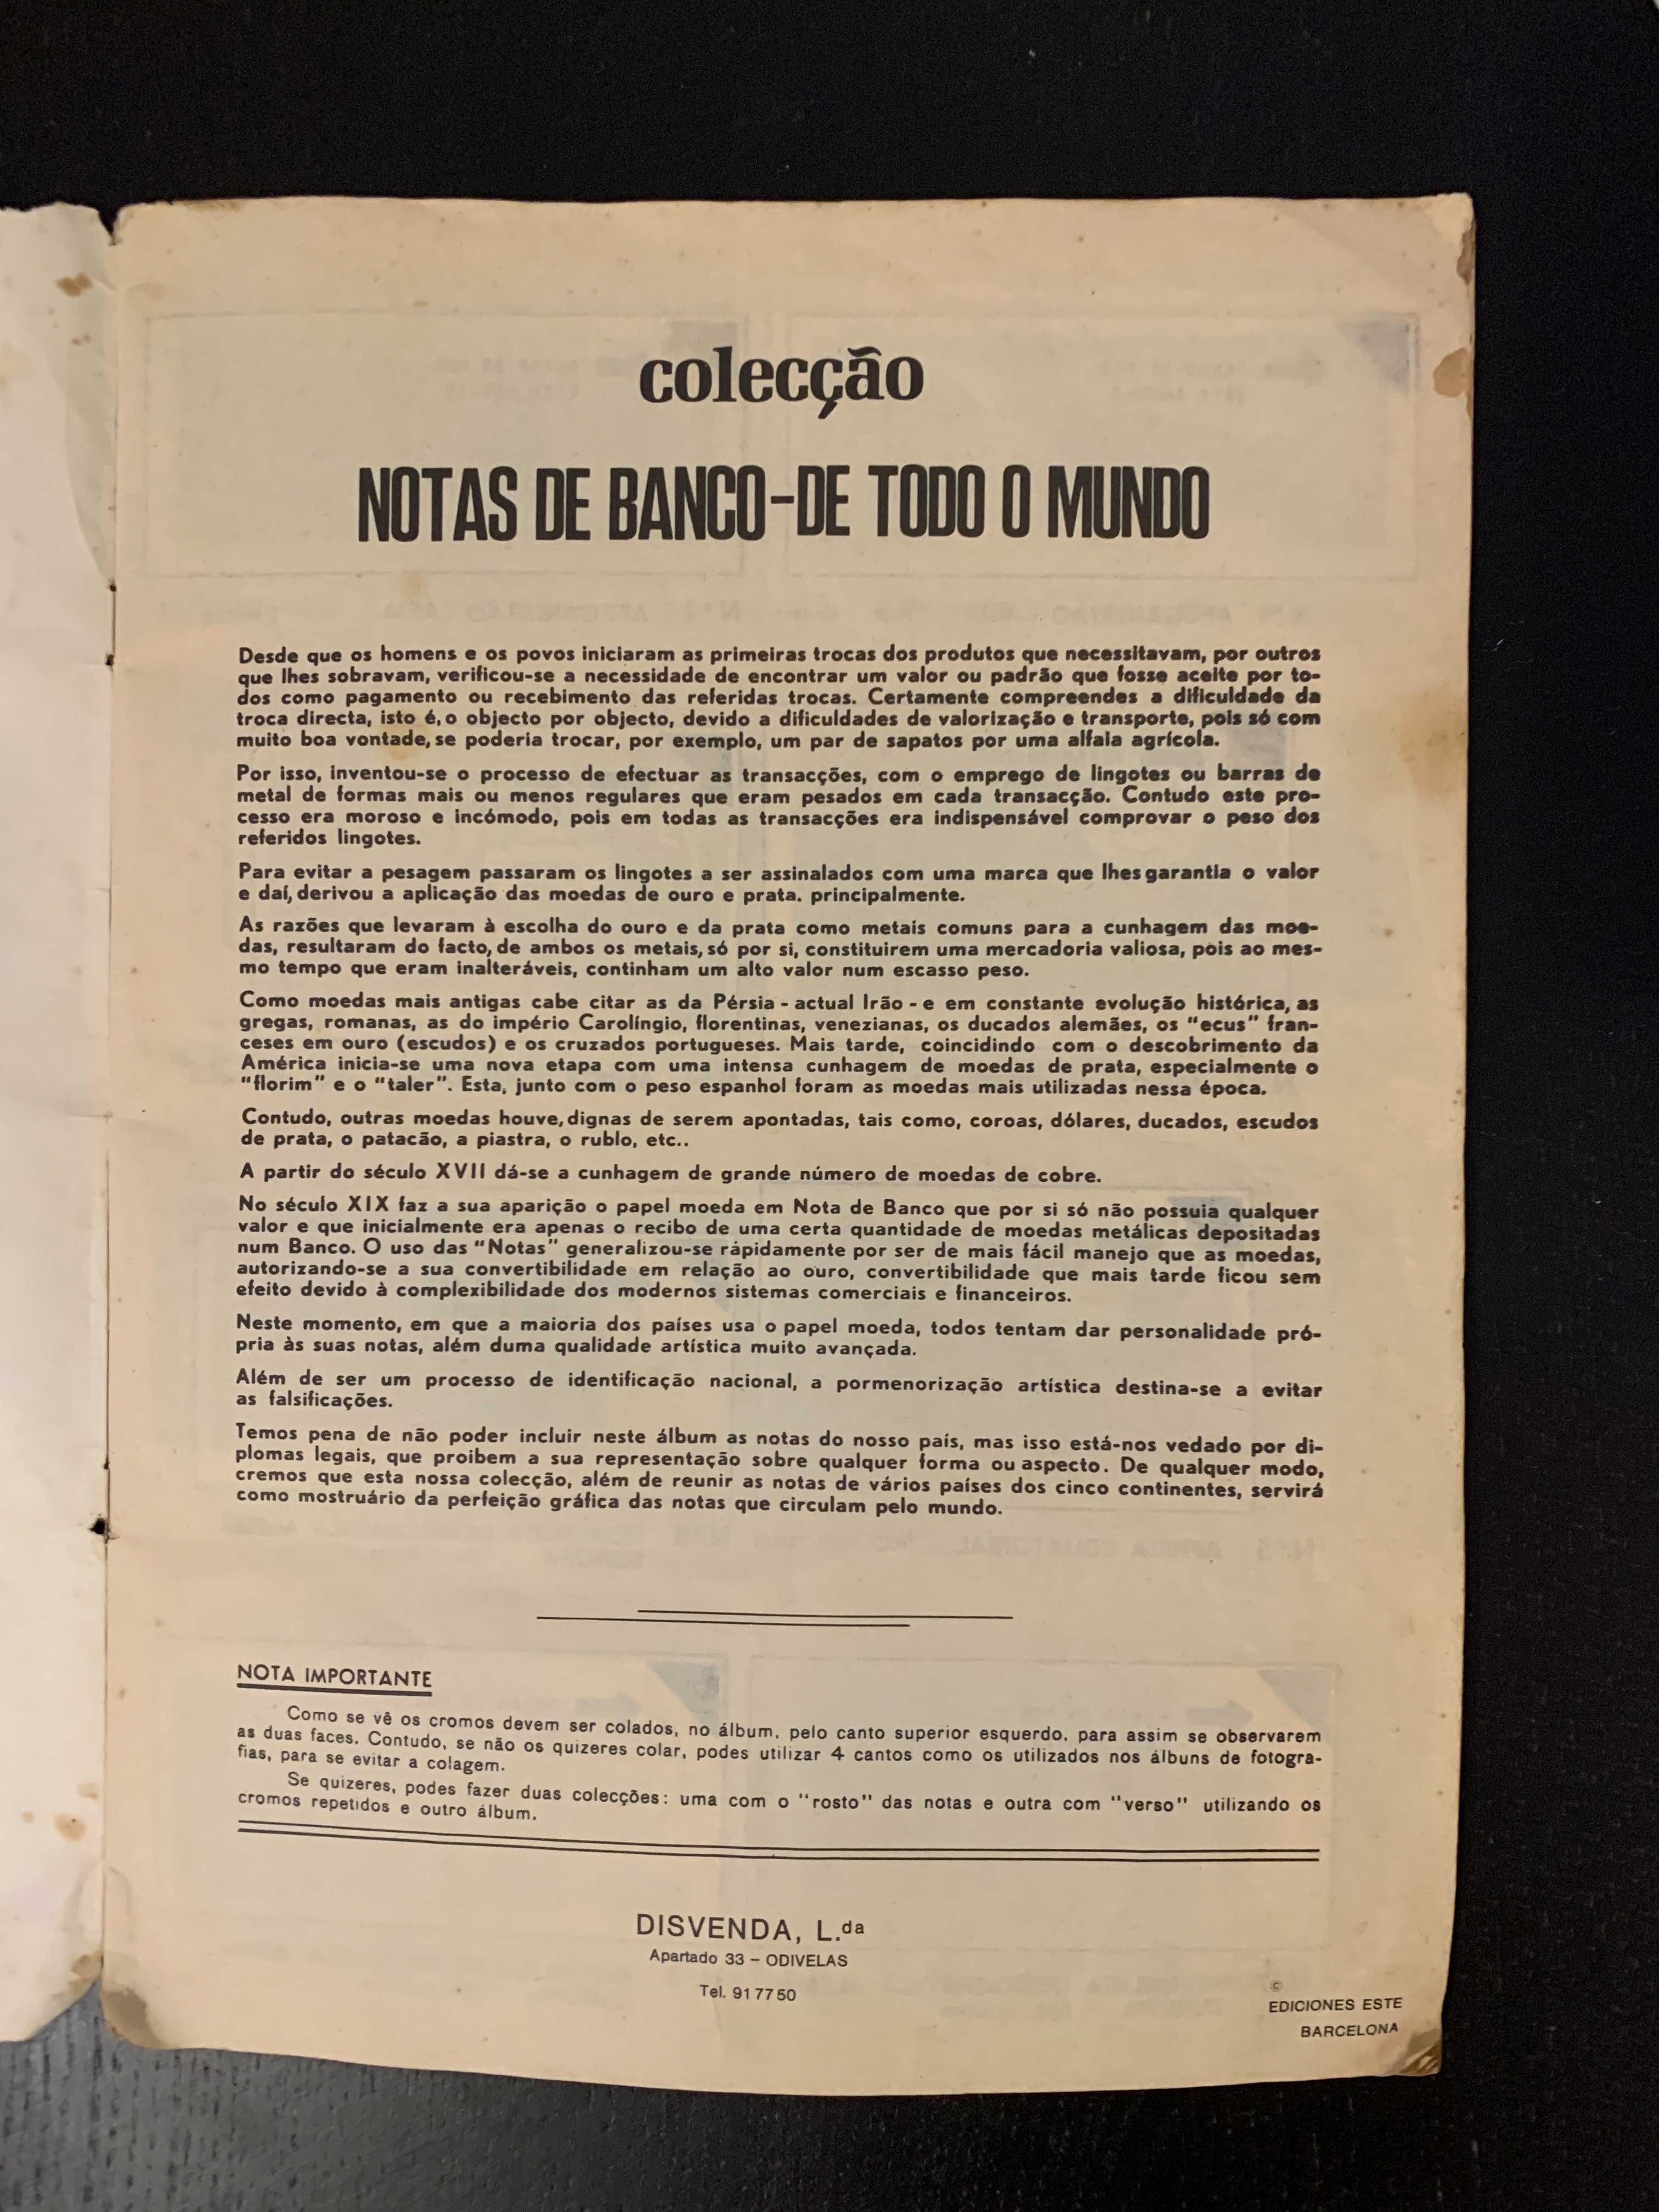 colecção
NOTAS DE BANCO-DE TODO O MUNDO
Desde que os homens e os povos iniciaram as primeiras trocas dos produtos que necessitavam, por outros
que lhes sobravam, verificou-se a necessidade de encontrar um valor ou padrão que fosse aceite por to-
dos como pagamento ou recebimento das referidas trocas. Certamente compreendes a dificuldade da
troca directa, isto é, o objecto por objecto, devido a dificuldades de valorização e transporte, pois só com
muito boa vontade, se poderia trocar, por exemplo, um par de sapatos por uma alfaia agrícola.
Por isso, inventou-se o processo de efectuar as transacções, com o emprego de lingotes ou barras de
metal de formas mais ou menos regulares que eram pesados em cada transacção. Contudo este pro-
cesso era moroso e incómodo, pois em todas as transacções era indispensável comprovar o peso dos
referidos lingotes.
Para evitar a pesagem passaram os lingotes a ser assinalados com uma marca que lhes garantia o valor
e daí, derivou a aplicação das moedas de ouro e prata. principalmente.
As razões que levaram à escolha do ouro e da prata como metais comuns para a cunhagem das moe-
das, resultaram do facto, de ambos os metais, só por si, constituirem uma mercadoria valiosa, pois ao mes-
mo tempo que eram inalteráveis, continham um alto valor num escasso peso.
Como moedas mais antigas cabe citar as da Pérsia - actual Irão - e em constante evolução histórica, as
gregas, romanas, as do império Carolíngio, florentinas, venezianas, os ducados alemães, os "ecus" fran-
ceses em ouro (escudos) e os cruzados portugueses. Mais tarde, coincidindo com o descobrimento da
América inicia-se uma nova etapa com uma intensa cunhagem de moedas de prata, especialmente o
"florim" e o "taler". Esta, junto com o peso espanhol foram as moedas mais utilizadas nessa época.
Contudo, outras moedas houve, dignas de serem apontadas, tais como, coroas, dólares, ducados, escudos
de prata, o patacão, a piastra, o rublo, etc..
A partir do século XVII dá-se a cunhagem de grande número de moedas de cobre.
No século XIX faz a sua aparição o papel moeda em Nota de Banco que por si só não possuia qualquer
valor e que inicialmente era apenas o recibo de uma certa quantidade de moedas metálicas depositadas
num Banco. O uso das "Notas" generalizou-se rápidamente por ser de mais fácil manejo que as moedas,
autorizando-se a sua convertibilidade em relação ao ouro, convertibilidade que mais tarde ficou sem
efeito devido à complexibilidade dos modernos sistemas comerciais e financeiros.
Neste momento, em que a maioria dos países usa o papel moeda, todos tentam dar personalidade pró-
pria às suas notas, além duma qualidade artística muito avançada.
Além de ser um processo de identificação nacional, a pormenorização artística destina-se a evitar
as falsificações.
Temos pena de não poder incluir neste álbum as notas do nosso país, mas isso está-nos vedado por di-
plomas legais, que proibem a sua representação sobre qualquer forma ou aspecto. De qualquer modo,
cremos que esta nossa colecção, além de reunir as notas de vários países dos cinco continentes, servirá
como mostruário da perfeição gráfica das notas que circulam pelo mundo.
NOTA IMPORTANTE
Como se vê os cromos devem ser colados, no álbum, pelo canto superior esquerdo, para assim se observarem
as duas faces. Contudo, se não os quizeres colar, podes utilizar 4 cantos como os utilizados nos álbuns de fotogra-
fias, para se evitar a colagem.
Se quizeres, podes fazer duas colecções: uma com o "rosto" das notas e outra com "verso" utilizando os
cromos repetidos e outro álbum.
DISVENDA, L.da
Apartado 33 - ODIVELAS
Tel. 91 77 50
©
EDICIONES ESTE
BARCELONA